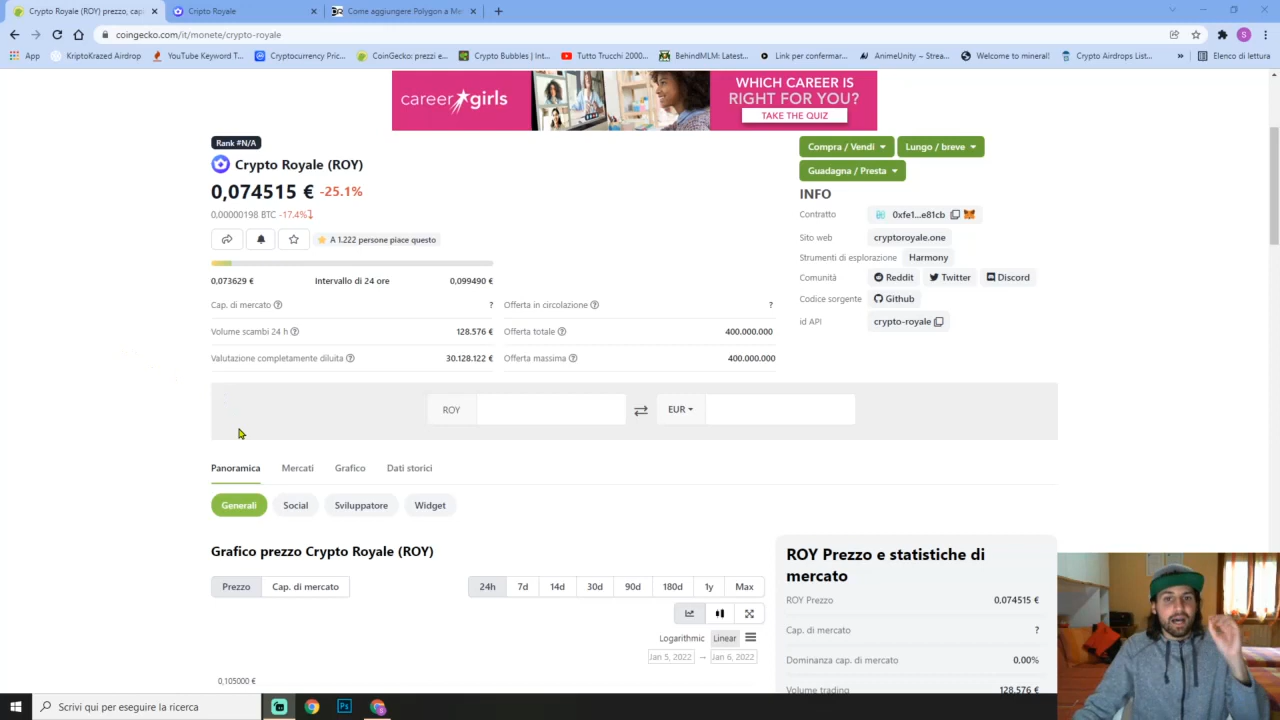 Crypto Royale (ROY) prezzo, cap
Cripto Royale
Come aggiungere Polygon a Me
coingecko.com/it/monete/crypto-royale
App
KriptoKrazed Airdrop
YouTube Keyword T...
Cryptocurrency Pric...
CoinGecko: prezzi e...
Crypto Bubbles | Int...
Tutto Trucchi 2000...
BehindMLM: Latest...
Link per confermar...
AnimeUnity ~ Strea...
Welcome to mineral!
Crypto Airdrops List...
»
Elenco di lettura
career girls
WHICH CAREER IS
RIGHT FOR YOU?
TAKE THE QUIZ
Rank #N/A
Crypto Royale (ROY)
0,074515 € -25.1%
0,00000198 BTC -17.4%
A 1.222 persone piace questo
0,073629 €
Intervallo di 24 ore
0,099490 €
Cap. di mercato
?
Offerta in circolazione
?
Volume scambi 24 h
128.576 €
Offerta totale
400.000.000
Valutazione completamente diluita
30.128.122 €
Offerta massima
400.000.000
Compra / Vendi
Lungo / breve
Guadagna / Presta
INFO
Contratto
0xfe1...e81cb
Sito web
cryptoroyale.one
Strumenti di esplorazione
Harmony
Comunità
Reddit
Twitter
Discord
Codice sorgente
Github
id API
crypto-royale
ROY
EUR
Panoramica
Mercati
Grafico
Dati storici
Generali
Social
Sviluppatore
Widget
Grafico prezzo Crypto Royale (ROY)
Prezzo
Cap. di mercato
24h
7d
14d
30d
90d
180d
1y
Max
Logarithmic
Linear
Jan 5, 2022 → Jan 6, 2022
0,105000 €
ROY Prezzo e statistiche di
mercato
ROY Prezzo
0,074515 €
Cap. di mercato
?
Dominanza cap. di mercato
0.00%
Volume trading
128.576 €
Scrivi qui per eseguire la ricerca